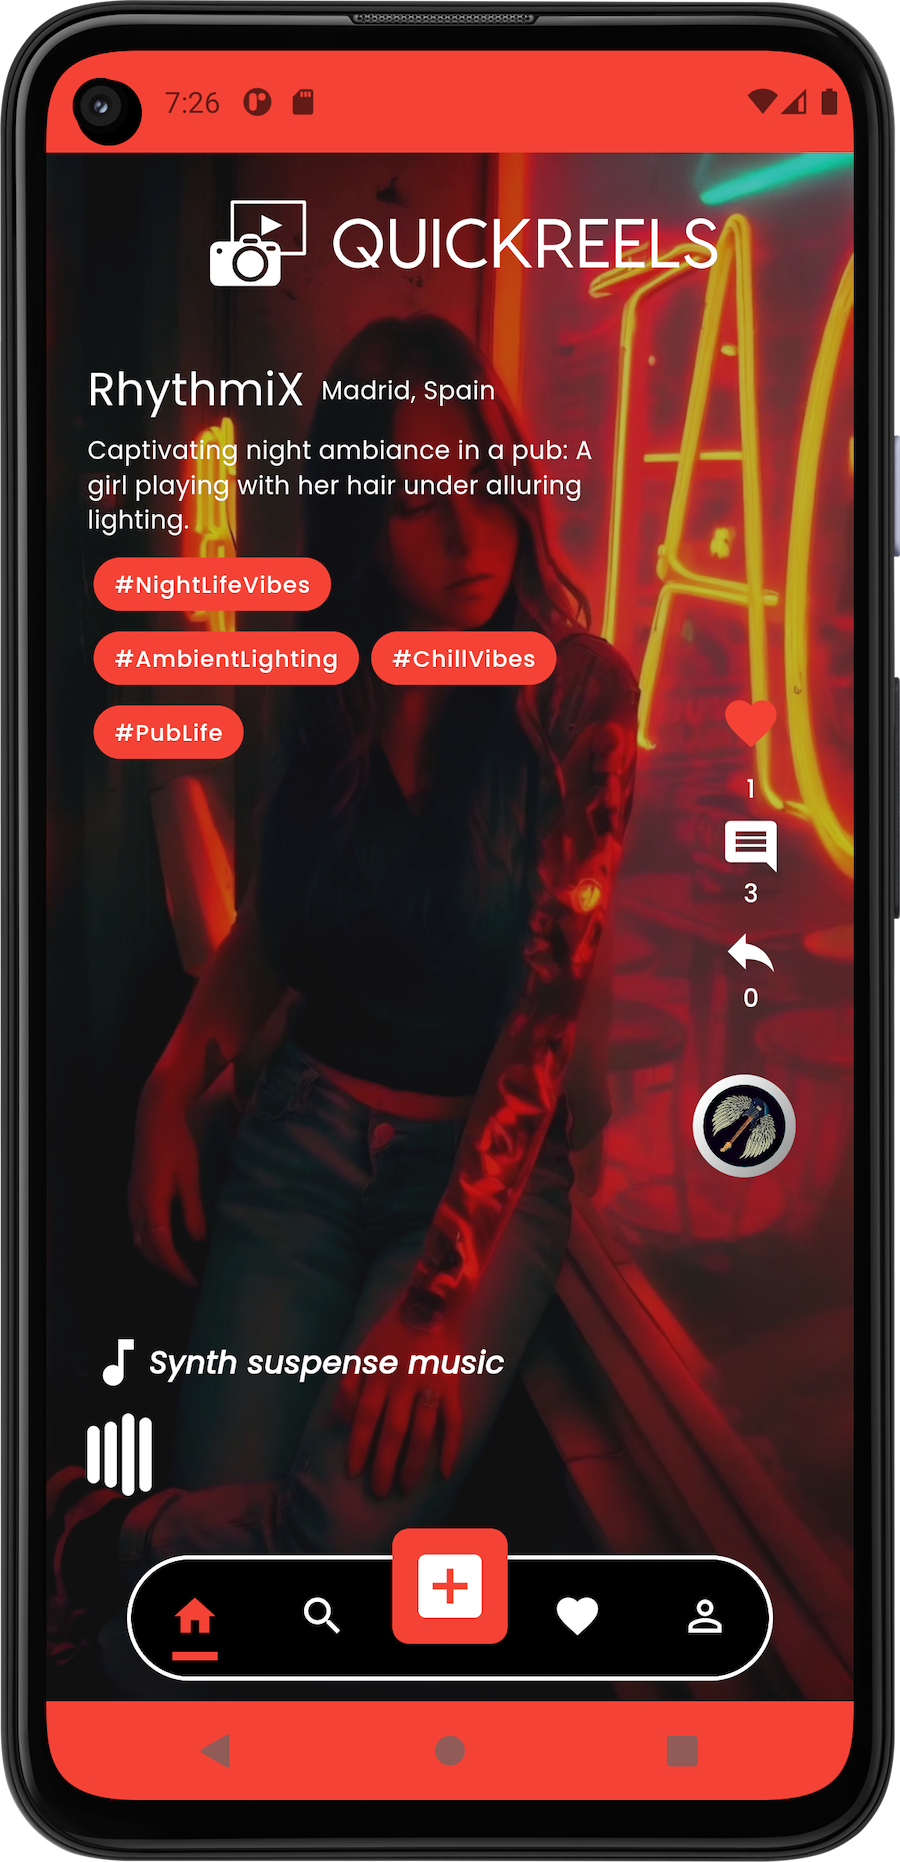 7:26
QUICKREELS
RhythmiX Madrid, Spain
Captivating night ambiance in a pub: A
girl playing with her hair under alluring
lighting.
#NightLifeVibes
#AmbientLighting #ChillVibes
#PubLife
1
3
0
Synth suspense music